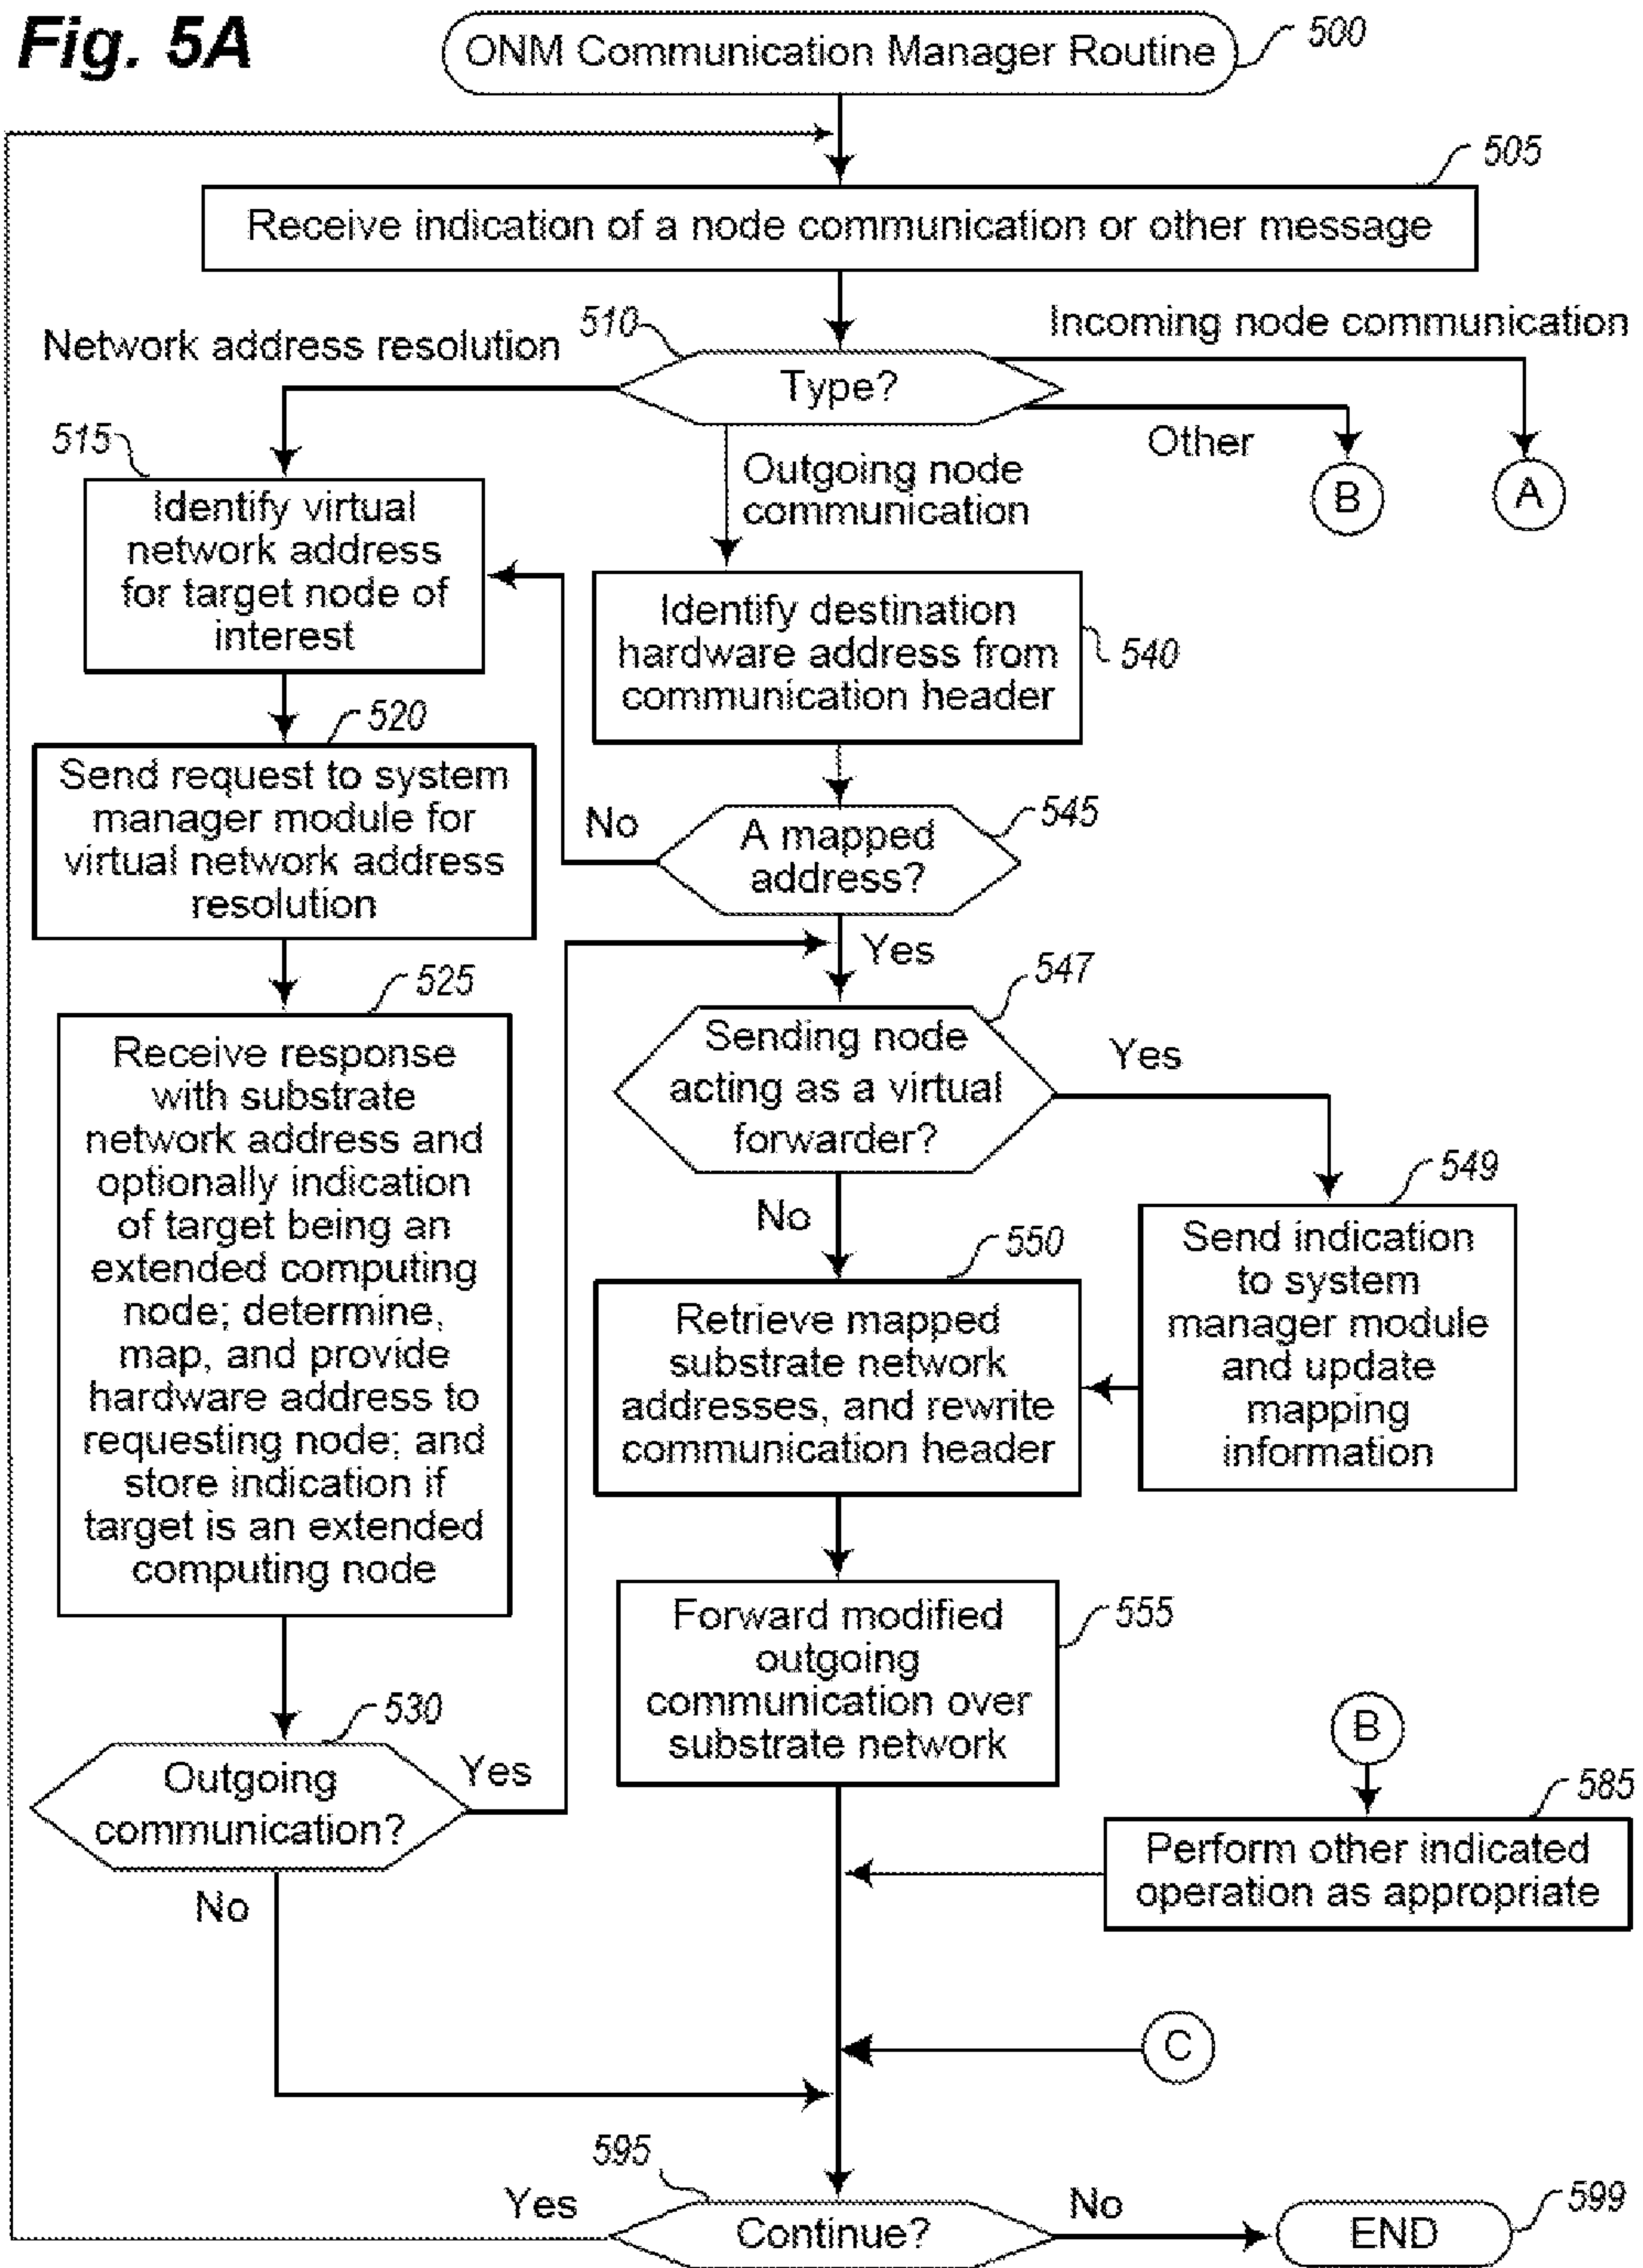 Fig. 5A
ONM Communication Manager Routine
500
505
Receive indication of a node communication or other message
510
Incoming node communication
Network address resolution
Type?
Other
B
A
515
Outgoing node
communication
Identify virtual
network address
for target node of
interest
Identify destination
hardware address from
communication header
540
520
Send request to system
manager module for
virtual network address
resolution
No
A mapped
address?
545
Yes
525
Receive response
with substrate
network address and
optionally indication
of target being an
extended computing
node; determine,
map, and provide
hardware address to
requesting node; and
store indication if
target is an extended
computing node
547
Sending node
acting as a virtual
forwarder?
Yes
No
549
Send indication
to system
manager module
and update
mapping
information
550
Retrieve mapped
substrate network
addresses, and rewrite
communication header
555
Forward modified
outgoing
communication over
substrate network
530
Outgoing
communication?
Yes
No
B
585
Perform other indicated
operation as appropriate
C
595
Yes
Continue?
No
END
599